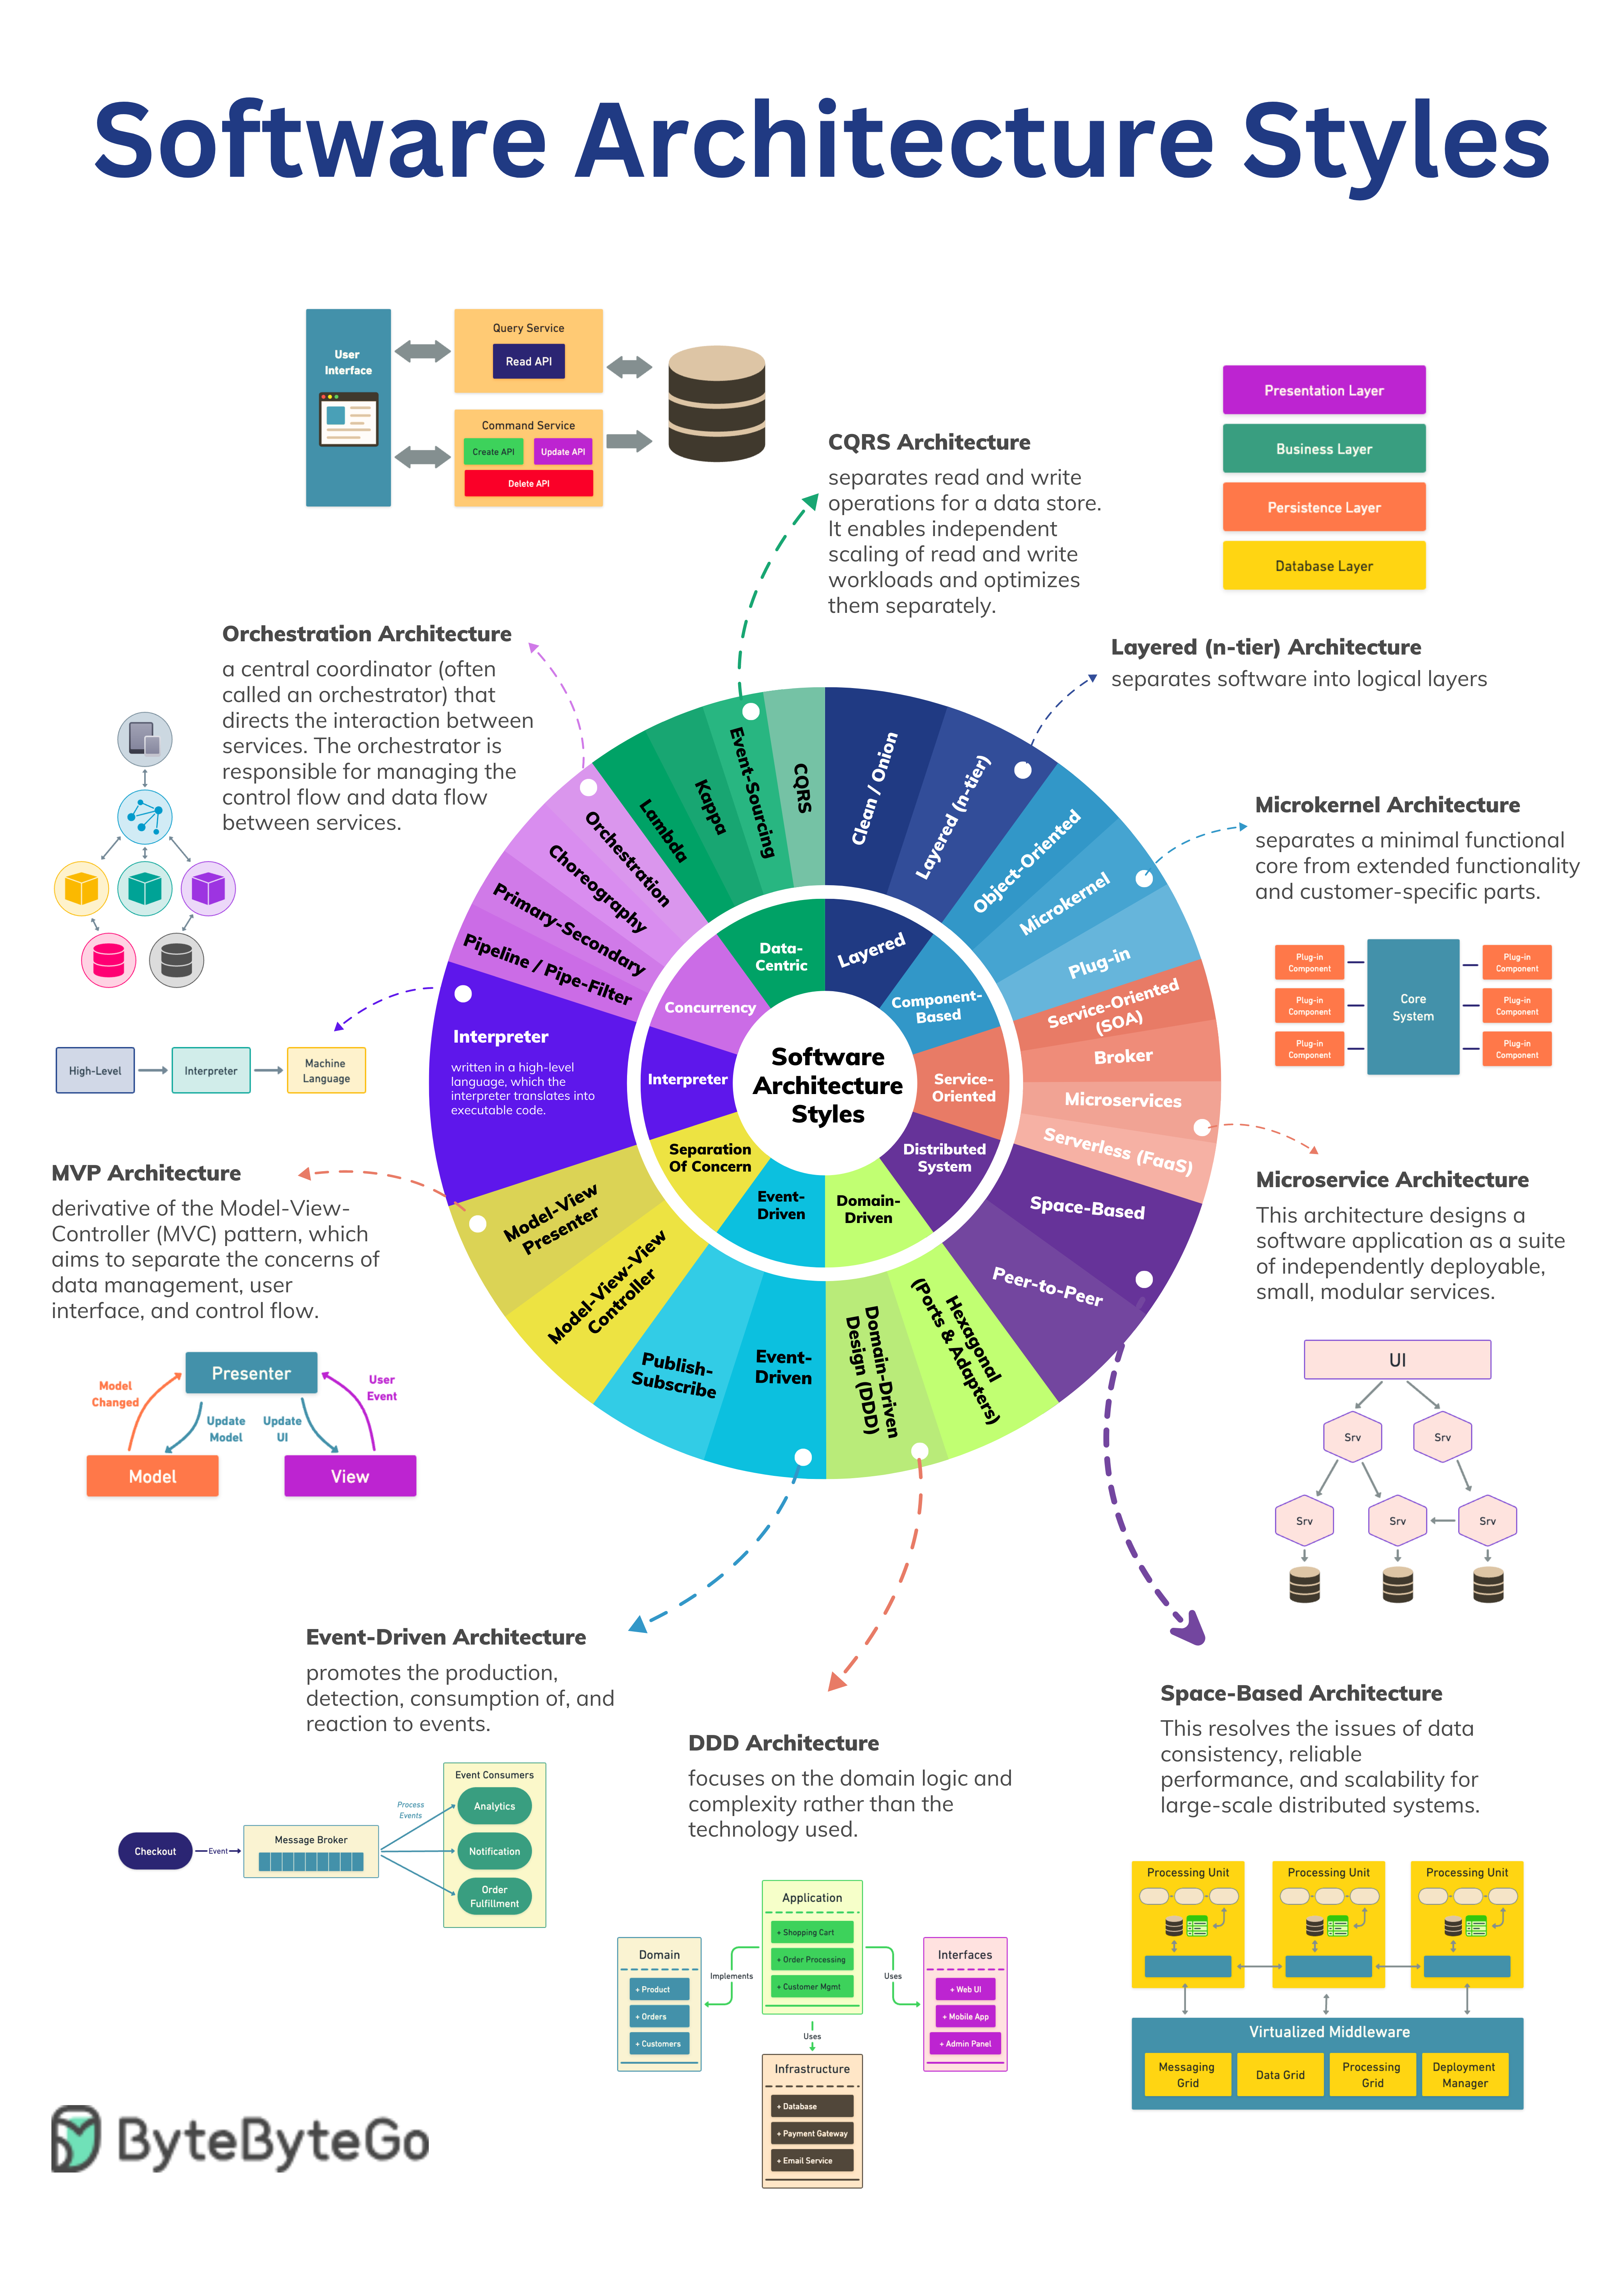 Software Architecture Styles
User
Interface
Query Service
Read API
Command Service
Create API
Update API
Delete API
CQRS Architecture
separates read and write
operations for a data store.
It enables independent
scaling of read and write
workloads and optimizes
them separately.
Presentation Layer
Business Layer
Persistence Layer
Database Layer
Layered (n-tier) Architecture
separates software into logical layers
Orchestration Architecture
a central coordinator (often
called an orchestrator) that
directs the interaction between
services. The orchestrator is
responsible for managing the
control flow and data flow
between services.
Microkernel Architecture
separates a minimal functional
core from extended functionality
and customer-specific parts.
Plug-in
Component
Plug-in
Component
Plug-in
Component
Core
System
Plug-in
Component
Plug-in
Component
Plug-in
Component
Software
Architecture
Styles
Layered
Component-
Based
Service-
Oriented
Distributed
System
Domain-
Driven
Event-
Driven
Separation
Of Concern
Interpreter
Concurrency
Data-
Centric
Clean / Onion
Layered (n-tier)
Object-Oriented
Microkernel
Plug-in
Service-Oriented
(SOA)
Broker
Microservices
Serverless (FaaS)
Space-Based
Peer-to-Peer
Hexagonal
(Ports & Adapters)
Domain-Driven
Design (DDD)
Event-
Driven
Publish-
Subscribe
Model-View-View
Controller
Model-View
Presenter
Interpreter
written in a high-level
language, which the
interpreter translates into
executable code.
Pipeline / Pipe-Filter
Primary-Secondary
Choreography
Orchestration
Lambda
Kappa
Event-Sourcing
CQRS
High-Level
Interpreter
Machine
Language
MVP Architecture
derivative of the Model-View-
Controller (MVC) pattern, which
aims to separate the concerns of
data management, user
interface, and control flow.
Presenter
Model
Changed
Update
Model
Update
UI
User
Event
Model
View
Microservice Architecture
This architecture designs a
software application as a suite
of independently deployable,
small, modular services.
UI
Srv
Srv
Srv
Srv
Srv
Event-Driven Architecture
promotes the production,
detection, consumption of, and
reaction to events.
Checkout
Event
Message Broker
Process
Events
Event Consumers
Analytics
Notification
Order
Fulfillment
DDD Architecture
focuses on the domain logic and
complexity rather than the
technology used.
Application
+ Shopping Cart
+ Order Processing
+ Customer Mgmt
Domain
+ Product
+ Orders
+ Customers
Implements
Uses
Uses
Interfaces
+ Web UI
+ Mobile App
+ Admin Panel
Infrastructure
+ Database
+ Payment Gateway
+ Email Service
Space-Based Architecture
This resolves the issues of data
consistency, reliable
performance, and scalability for
large-scale distributed systems.
Processing Unit
Processing Unit
Processing Unit
Virtualized Middleware
Messaging
Grid
Data Grid
Processing
Grid
Deployment
Manager
ByteByteGo